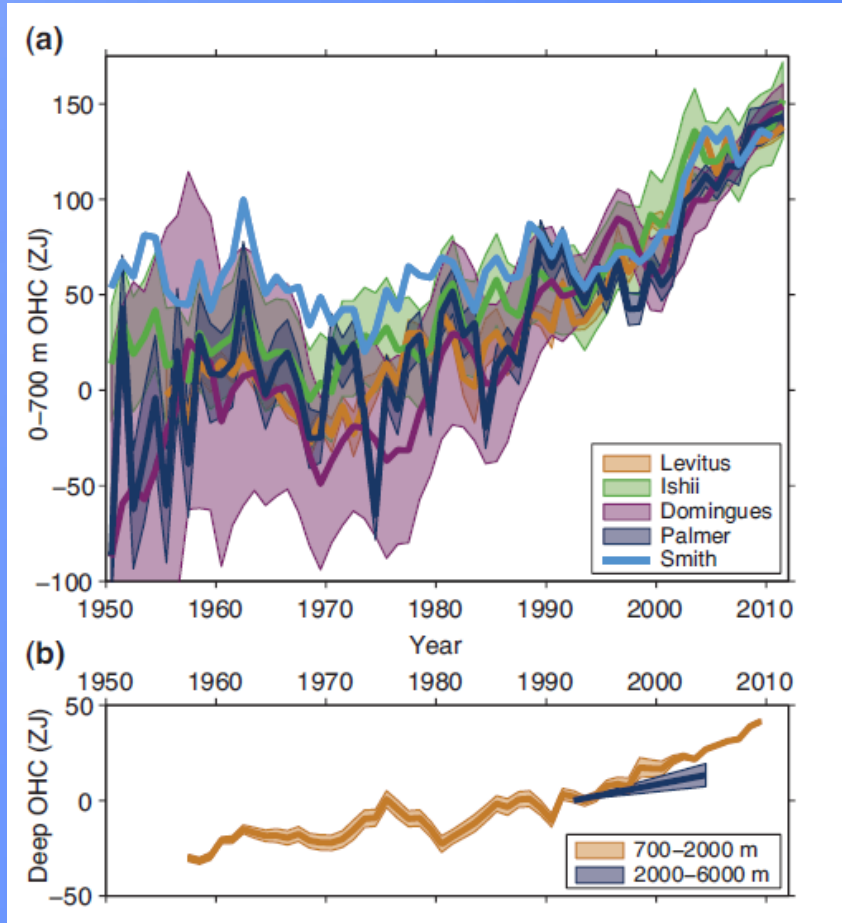 (a)
0–700 m OHC (ZJ)
150
100
50
0
−50
−100
Levitus
Ishii
Domingues
Palmer
Smith
1950 1960 1970 1980 1990 2000 2010
Year
(b)
1950 1960 1970 1980 1990 2000 2010
Deep OHC (ZJ)
50
0
−50
700–2000 m
2000–6000 m